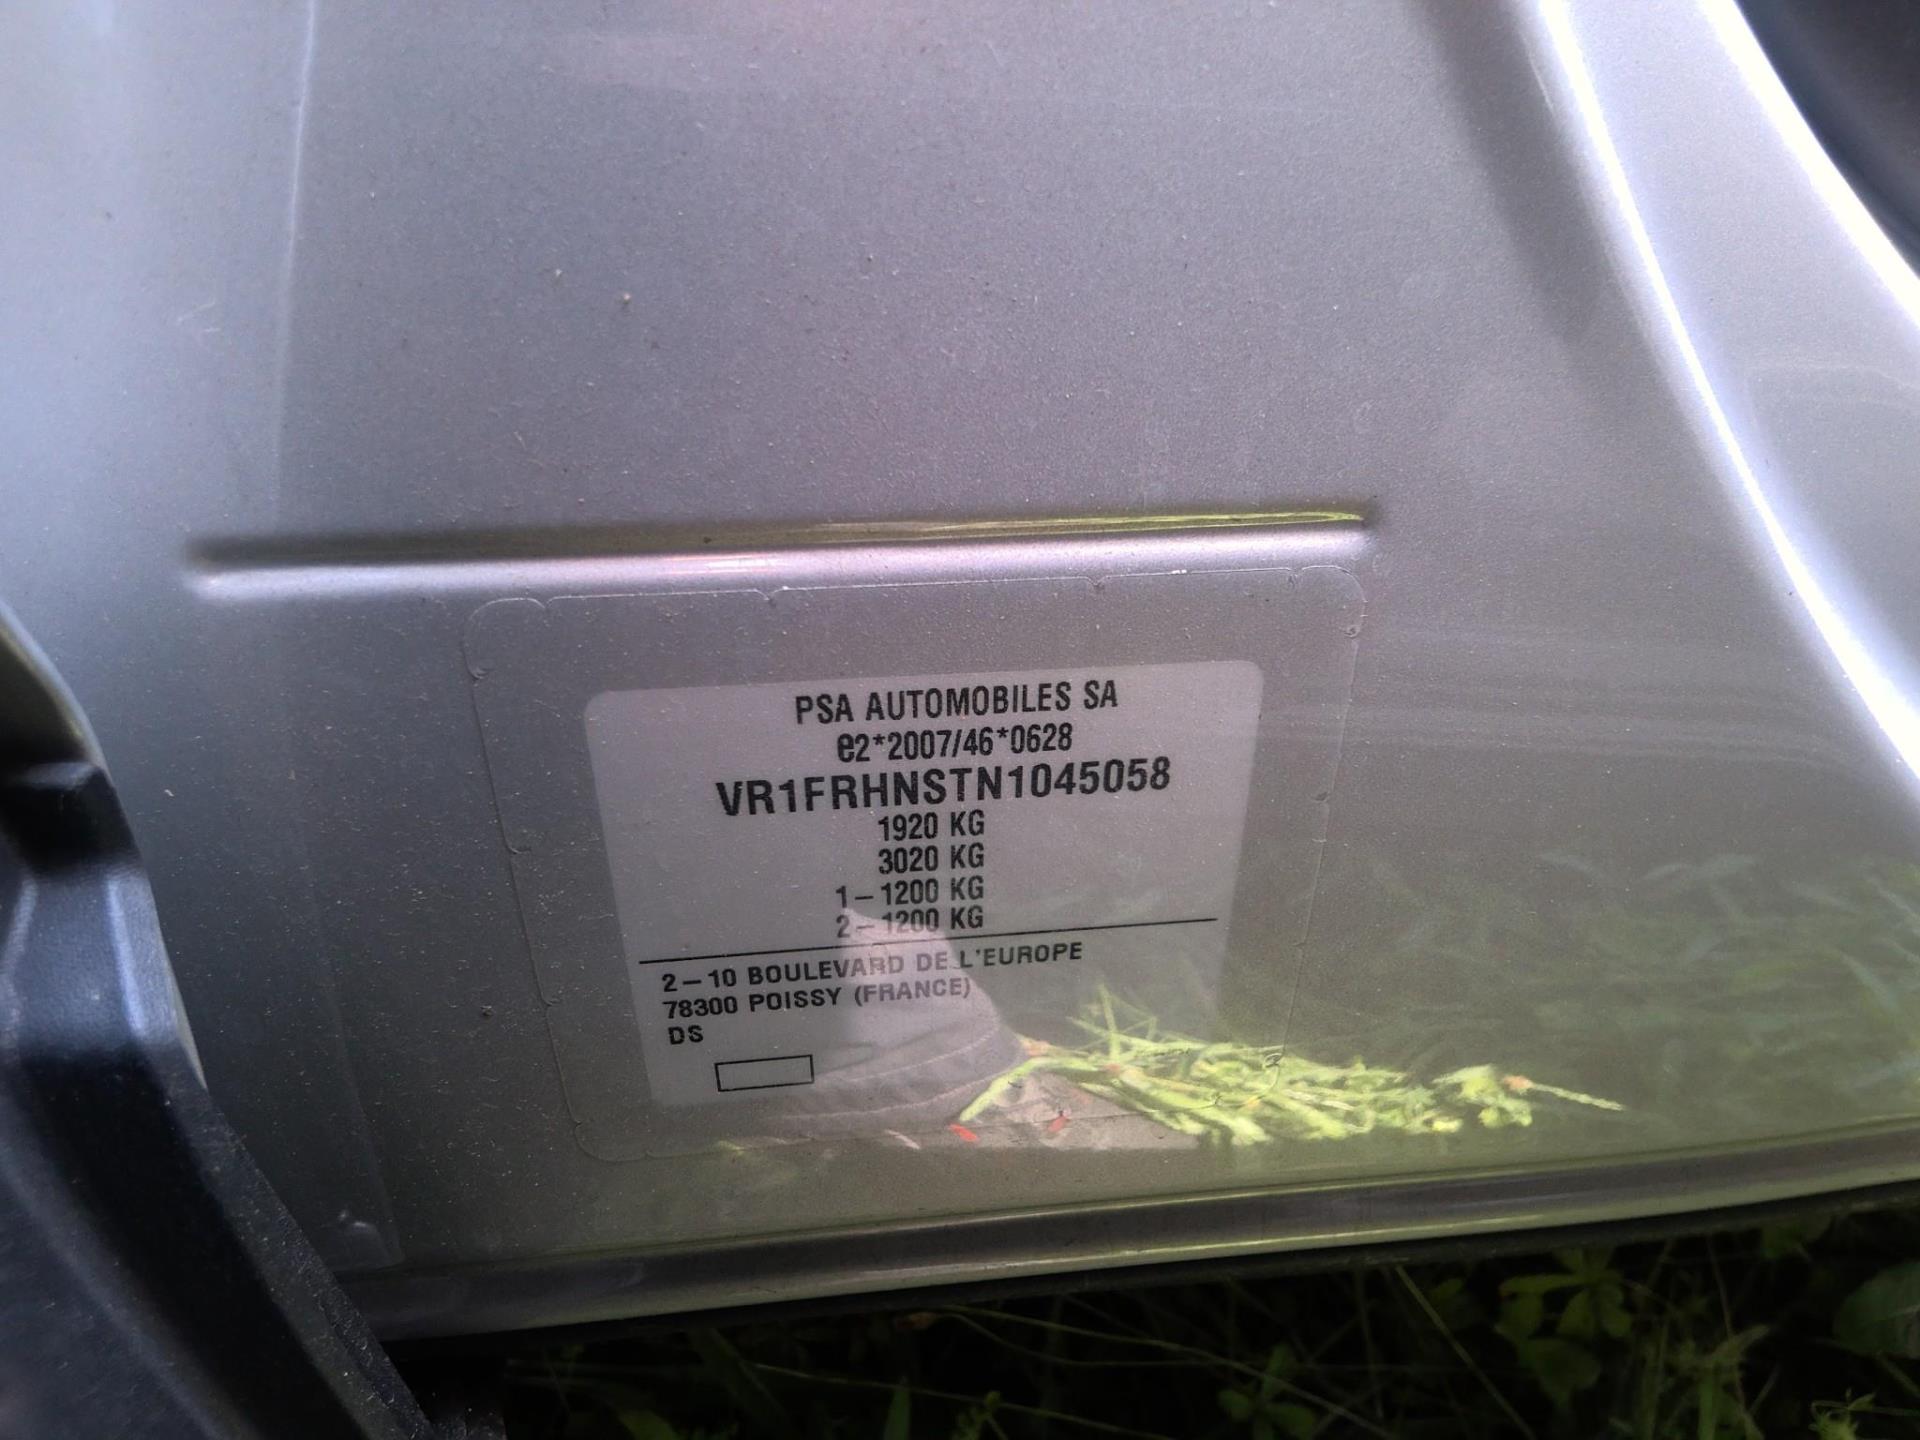 PSA AUTOMOBILES SA
e2*2007/46*0628
VR1FRHNSTN1045058
1920 KG
3020 KG
1-1200 KG
2-1200 KG
2-10 BOULEVARD DE L'EUROPE
78300 POISSY (FRANCE)
DS